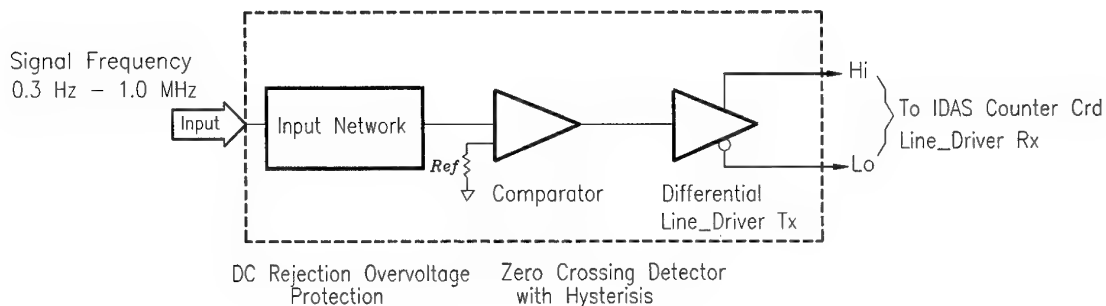 Signal Frequency
0.3 Hz – 1.0 MHz
Input
Input Network
Ref
Comparator
Differential
Line_Driver Tx
Hi
Lo
To IDAS Counter Crd
Line_Driver Rx
DC Rejection Overvoltage
Protection
Zero Crossing Detector
with Hysterisis